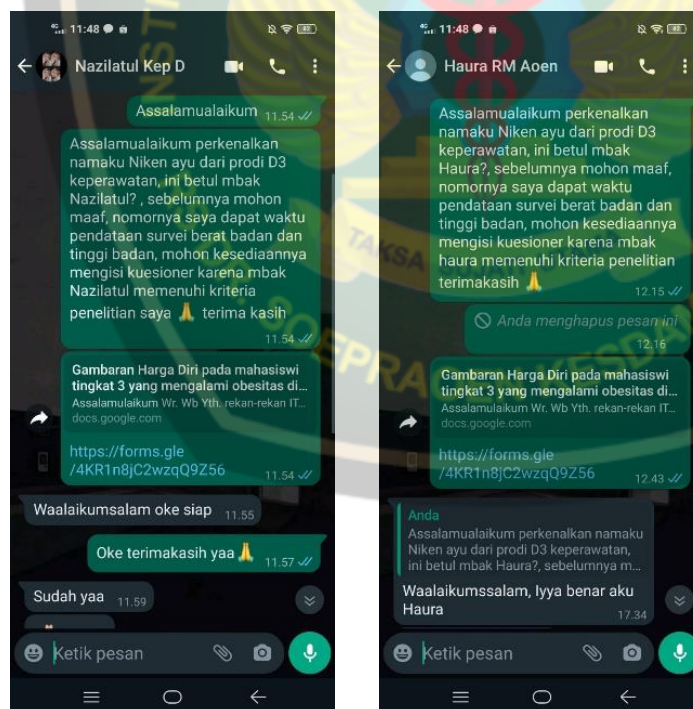 11:48
Nazilatul Kep D
Assalamualaikum 11.54
Assalamualaikum perkenalkan
namaku Niken ayu dari prodi D3
keperawatan, ini betul mbak
Nazilatul? , sebelumnya mohon
maaf, nomornya saya dapat waktu
pendataan survei berat badan dan
tinggi badan, mohon kesediaannya
mengisi kuesioner karena mbak
Nazilatul memenuhi kriteria
penelitian saya 🙏 terima kasih
11.54
Gambaran Harga Diri pada mahasiswi
tingkat 3 yang mengalami obesitas di...
Assalamulaikum Wr. Wb Yth. rekan-rekan IT...
docs.google.com
https://forms.gle
/4KR1n8jC2wzqQ9Z56 11.54
Waalaikumsalam oke siap 11.55
Oke terimakasih yaa 🙏 11.57
Sudah yaa 11.59
Ketik pesan
11:48
Haura RM Aoen
Assalamualaikum perkenalkan
namaku Niken ayu dari prodi D3
keperawatan, ini betul mbak
Haura?, sebelumnya mohon maaf,
nomornya saya dapat waktu
pendataan survei berat badan dan
tinggi badan, mohon kesediaannya
mengisi kuesioner karena mbak
haura memenuhi kriteria penelitian
terimakasih 🙏
12.15
Anda menghapus pesan ini
12.16
Gambaran Harga Diri pada mahasiswi
tingkat 3 yang mengalami obesitas di...
Assalamulaikum Wr. Wb Yth. rekan-rekan IT...
docs.google.com
https://forms.gle
/4KR1n8jC2wzqQ9Z56 12.43
Anda
Assalamualaikum perkenalkan namaku
Niken ayu dari prodi D3 keperawatan,
ini betul mbak Haura?, sebelumnya m...
Waalaikumssalam, Iyya benar aku
Haura 17.34
Ketik pesan
TAKSA